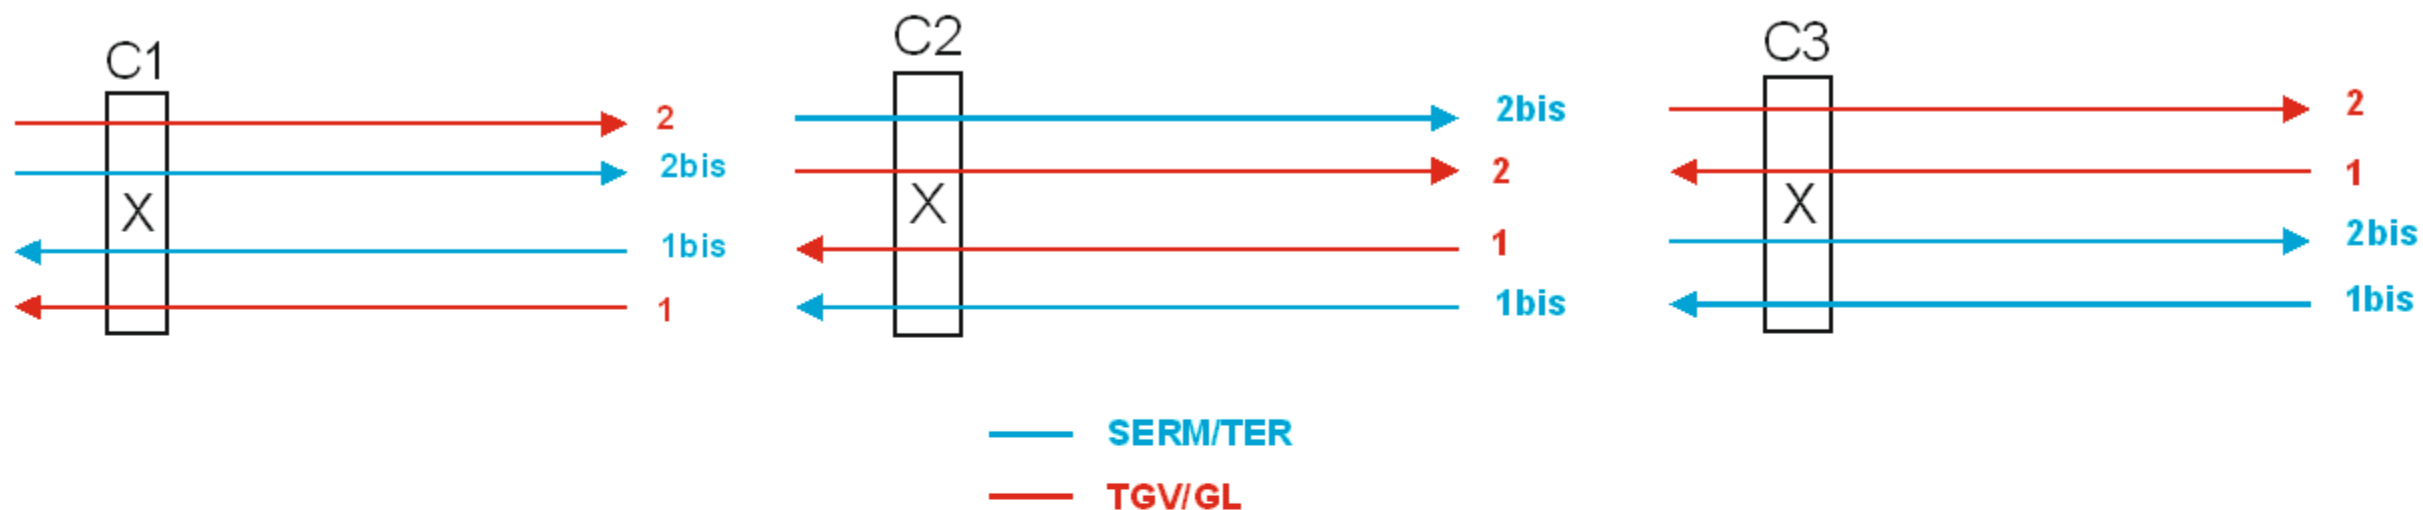 C1
2
2bis
X
1bis
1
C2
2bis
2
X
1
1bis
C3
2
1
X
2bis
1bis
SERM/TER
TGV/GL